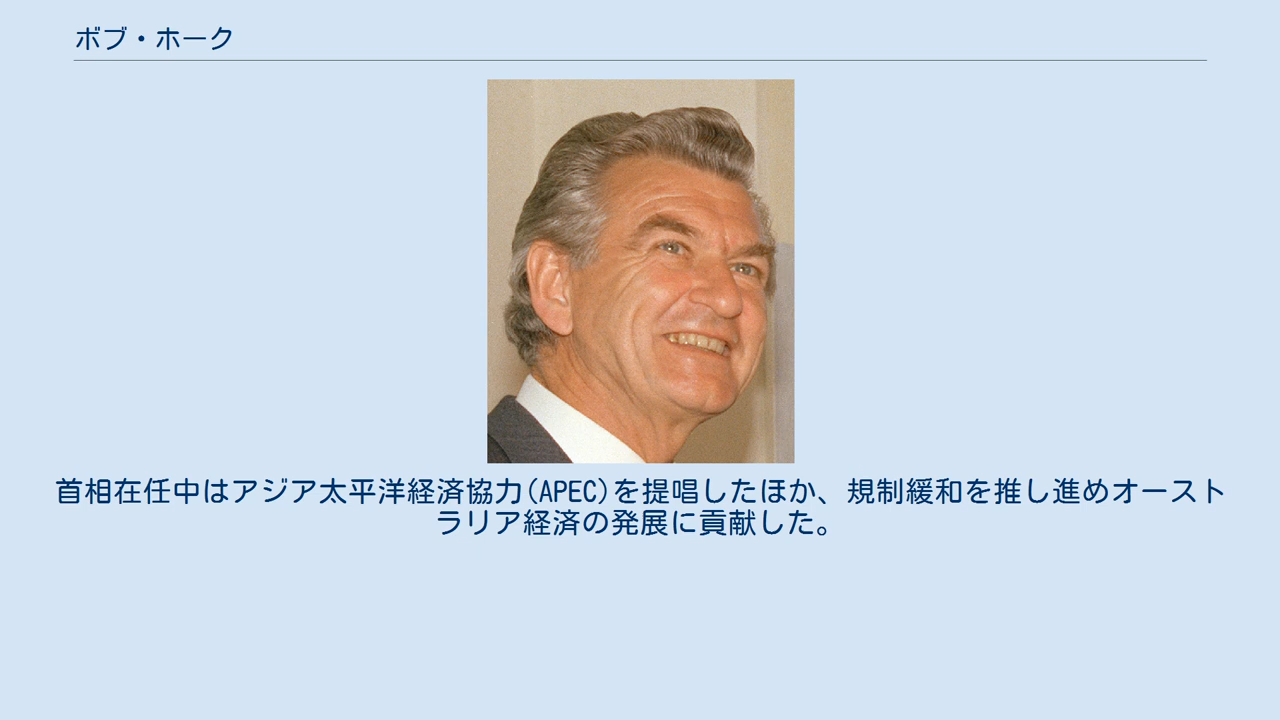 ボブ・ホーク
首相在任中はアジア太平洋経済協力(APEC)を提唱したほか、規制緩和を推し進めオースト
ラリア経済の発展に貢献した。